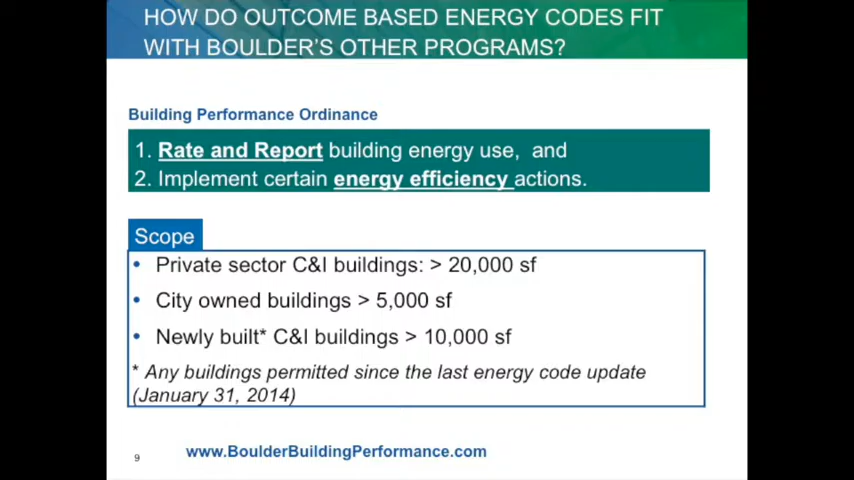 HOW DO OUTCOME BASED ENERGY CODES FIT
WITH BOULDER'S OTHER PROGRAMS?
Building Performance Ordinance
1. Rate and Report building energy use, and
2. Implement certain energy efficiency actions.
Scope
• Private sector C&I buildings: > 20,000 sf
• City owned buildings > 5,000 sf
• Newly built* C&I buildings > 10,000 sf
* Any buildings permitted since the last energy code update
(January 31, 2014)
9
www.BoulderBuildingPerformance.com